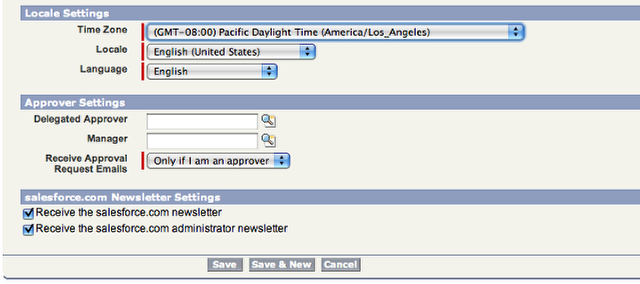 Locale Settings
Time Zone (GMT-08:00) Pacific Daylight Time (America/Los_Angeles)
Locale English (United States)
Language English
Approver Settings
Delegated Approver
Manager
Receive Approval
Request Emails Only if I am an approver
salesforce.com Newsletter Settings
Receive the salesforce.com newsletter
Receive the salesforce.com administrator newsletter
Save Save & New Cancel